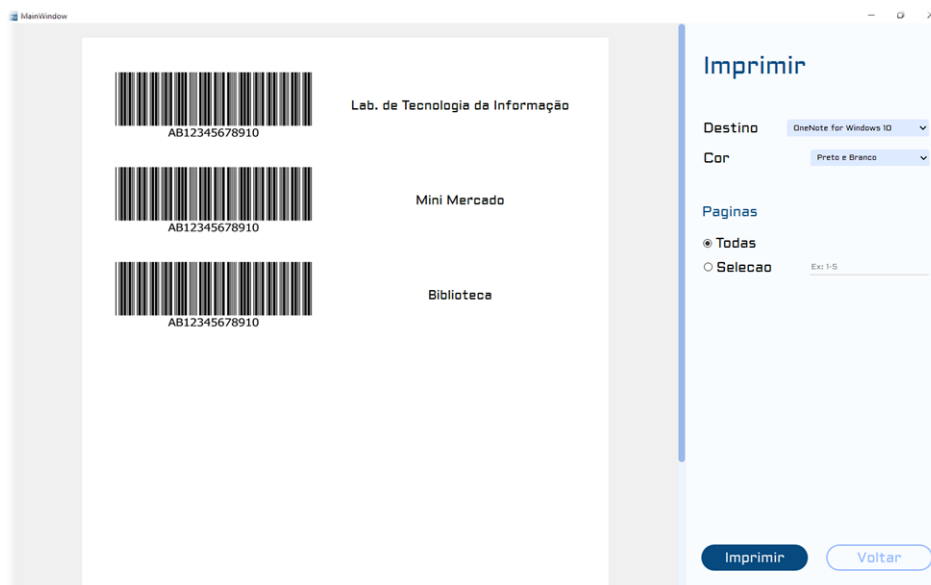 MainWindow
AB12345678910
Lab. de Tecnologia da Informação
AB12345678910
Mini Mercado
AB12345678910
Biblioteca
Imprimir
Destino
OneNote for Windows 10
Cor
Preto e Branco
Paginas
Todas
Selecao
Ex: 1-5
Imprimir
Voltar